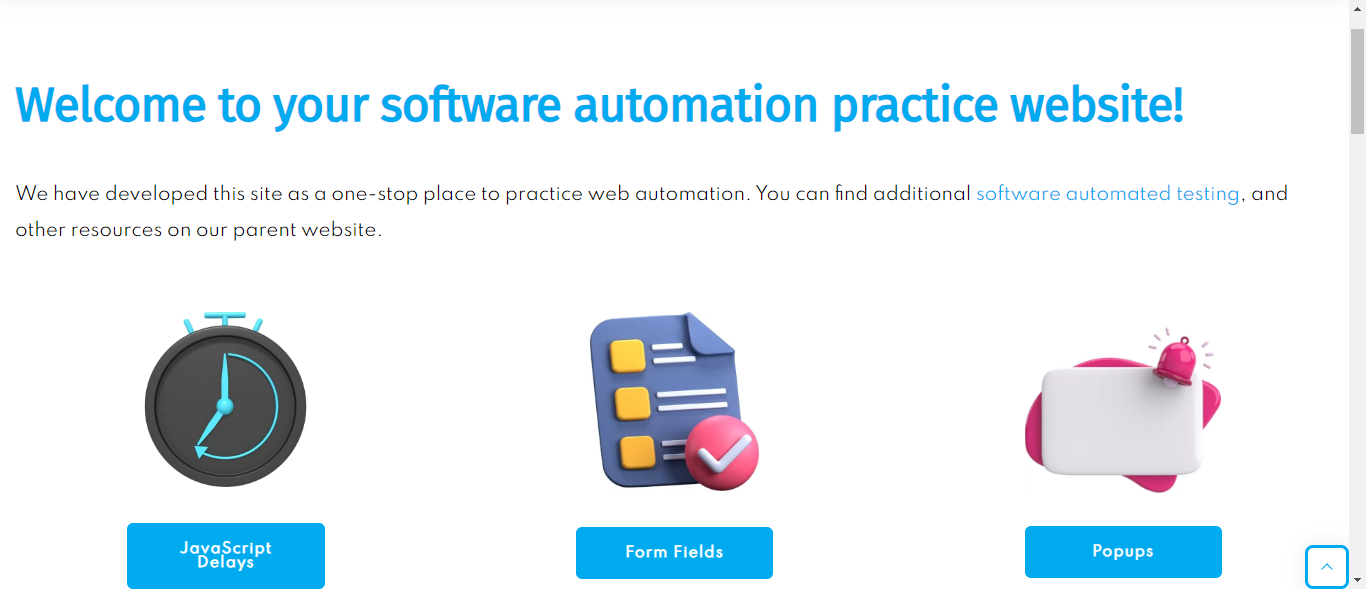 Welcome to your software automation practice website!
We have developed this site as a one-stop place to practice web automation. You can find additional software automated testing, and
other resources on our parent website.
JavaScript
Delays
Form Fields
Popups